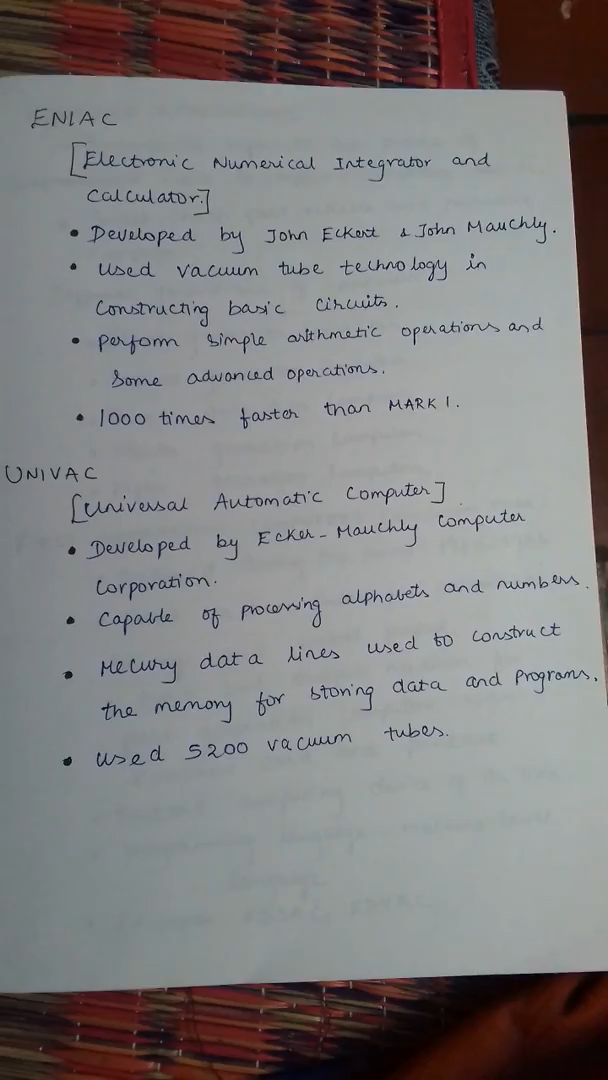 ENIAC
[Electronic Numerical Integrator and
Calculator.]
• Developed by John Eckert & John Mauchly.
• Used vacuum tube technology in
Constructing basic circuits.
• Perform simple arithmetic operations and
Some advanced operations.
• 1000 times faster than MARK 1.
UNIVAC
[Universal Automatic Computer]
• Developed by Ecker-Mauchly Computer
Corporation.
• Capable of processing alphabets and numbers.
• Mecury data lines used to construct
the memory for storing data and programs.
• Used 5200 vacuum tubes.